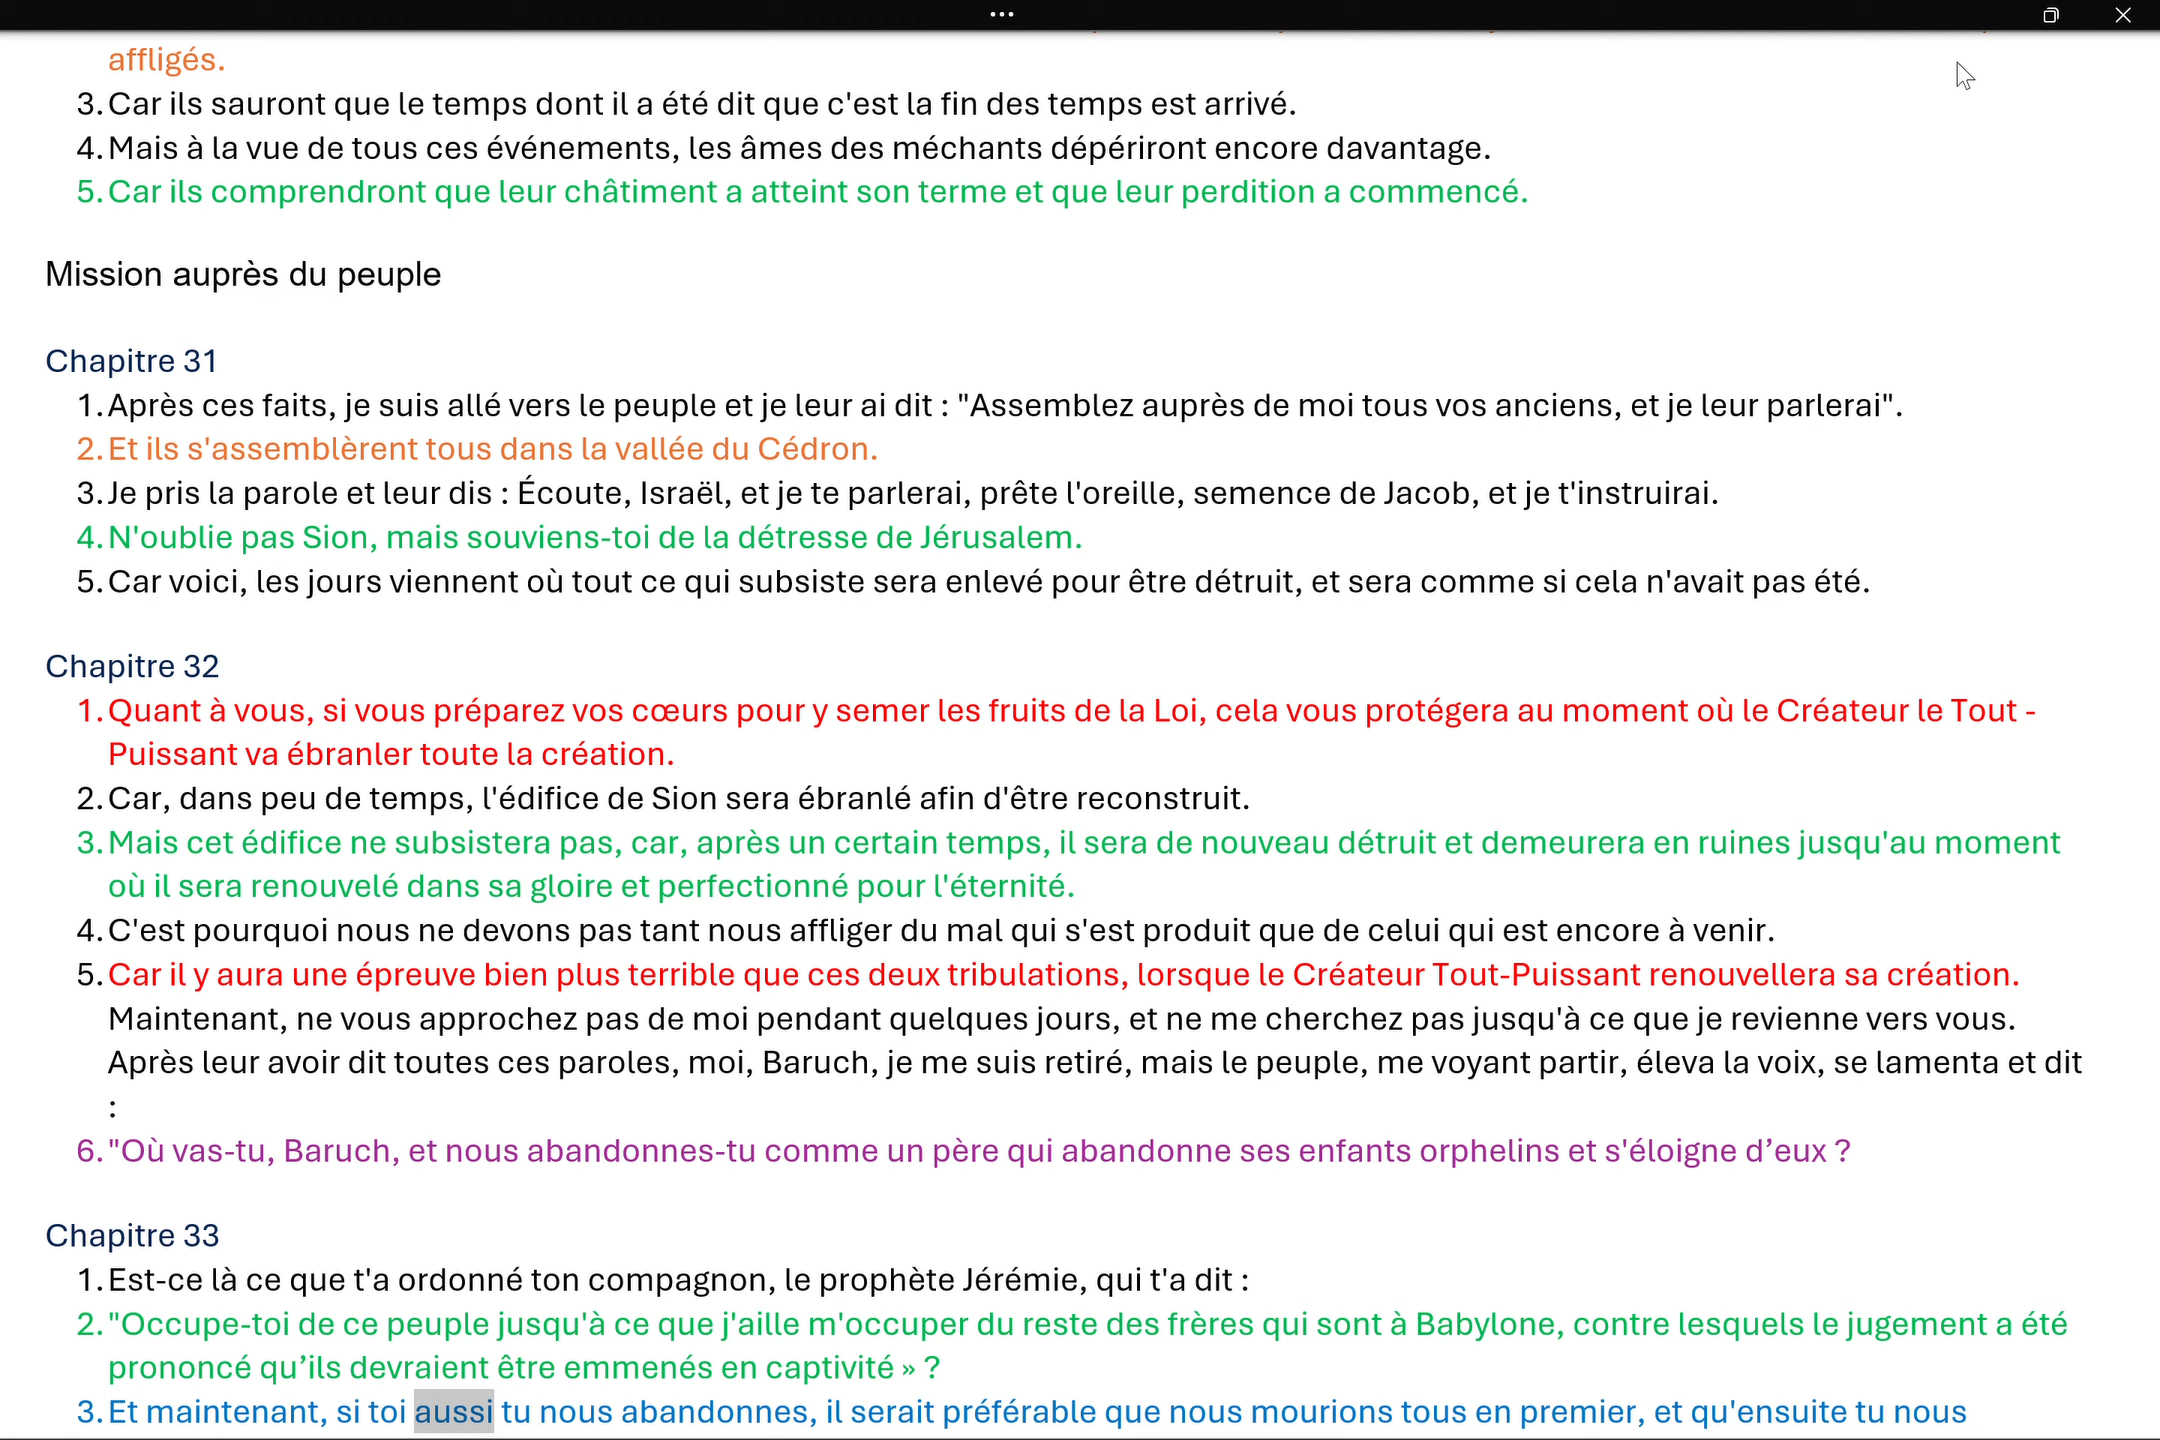 affligés.
3. Car ils sauront que le temps dont il a été dit que c'est la fin des temps est arrivé.
4. Mais à la vue de tous ces événements, les âmes des méchants dépériront encore davantage.
5. Car ils comprendront que leur châtiment a atteint son terme et que leur perdition a commencé.
Mission auprès du peuple
Chapitre 31
1. Après ces faits, je suis allé vers le peuple et je leur ai dit : "Assemblez auprès de moi tous vos anciens, et je leur parlerai".
2. Et ils s'assemblèrent tous dans la vallée du Cédron.
3. Je pris la parole et leur dis : Écoute, Israël, et je te parlerai, prête l'oreille, semence de Jacob, et je t'instruirai.
4. N'oublie pas Sion, mais souviens-toi de la détresse de Jérusalem.
5. Car voici, les jours viennent où tout ce qui subsiste sera enlevé pour être détruit, et sera comme si cela n'avait pas été.
Chapitre 32
1. Quant à vous, si vous préparez vos cœurs pour y semer les fruits de la Loi, cela vous protégera au moment où le Créateur le Tout -
Puissant va ébranler toute la création.
2. Car, dans peu de temps, l'édifice de Sion sera ébranlé afin d'être reconstruit.
3. Mais cet édifice ne subsistera pas, car, après un certain temps, il sera de nouveau détruit et demeurera en ruines jusqu'au moment
où il sera renouvelé dans sa gloire et perfectionné pour l'éternité.
4. C'est pourquoi nous ne devons pas tant nous affliger du mal qui s'est produit que de celui qui est encore à venir.
5. Car il y aura une épreuve bien plus terrible que ces deux tribulations, lorsque le Créateur Tout-Puissant renouvellera sa création.
Maintenant, ne vous approchez pas de moi pendant quelques jours, et ne me cherchez pas jusqu'à ce que je revienne vers vous.
Après leur avoir dit toutes ces paroles, moi, Baruch, je me suis retiré, mais le peuple, me voyant partir, éleva la voix, se lamenta et dit
:
6. "Où vas-tu, Baruch, et nous abandonnes-tu comme un père qui abandonne ses enfants orphelins et s'éloigne d’eux ?
Chapitre 33
1. Est-ce là ce que t'a ordonné ton compagnon, le prophète Jérémie, qui t'a dit :
2. "Occupe-toi de ce peuple jusqu'à ce que j'aille m'occuper du reste des frères qui sont à Babylone, contre lesquels le jugement a été
prononcé qu’ils devraient être emmenés en captivité » ?
3. Et maintenant, si toi aussi tu nous abandonnes, il serait préférable que nous mourions tous en premier, et qu'ensuite tu nous